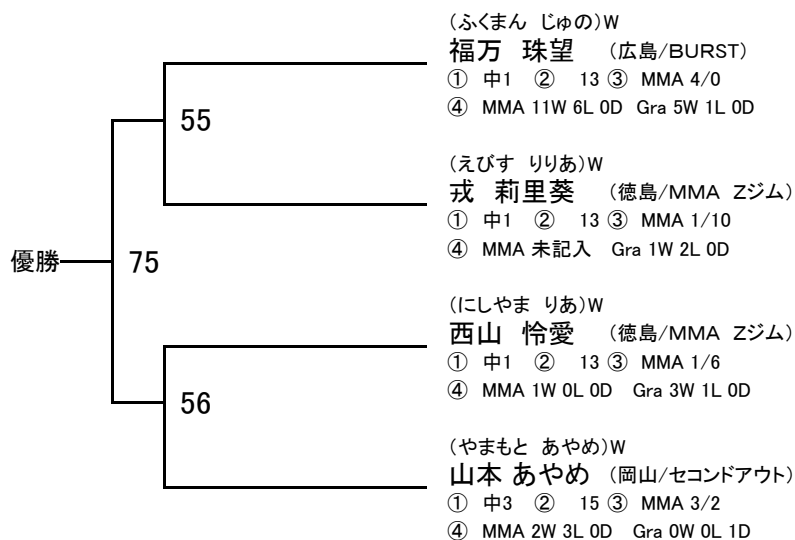 (ふくまん じゅの)W
福万 珠望 (広島/BURST)
① 中1 ② 13 ③ MMA 4/0
④ MMA 11W 6L 0D Gra 5W 1L 0D
55
(えびす りりあ)W
戎 莉里葵 (徳島/MMA Zジム)
① 中1 ② 13 ③ MMA 1/10
④ MMA 未記入 Gra 1W 2L 0D
優勝
75
(にしやま りあ)W
西山 怜愛 (徳島/MMA Zジム)
① 中1 ② 13 ③ MMA 1/6
④ MMA 1W 0L 0D Gra 3W 1L 0D
56
(やまもと あやめ)W
山本 あやめ (岡山/セコンドアウト)
① 中3 ② 15 ③ MMA 3/2
④ MMA 2W 3L 0D Gra 0W 0L 1D